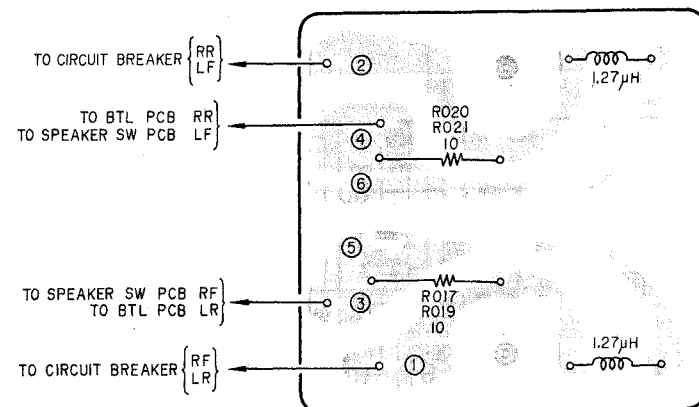 TO CIRCUIT BREAKER { RR
LF
②
1.27μH
TO BTL PCB RR
TO SPEAKER SW PCB LF
④
R020
R021
10
⑥
⑤
TO SPEAKER SW PCB RF
TO BTL PCB LR
③
R017
R019
10
TO CIRCUIT BREAKER { RF
LR
①
1.27μH